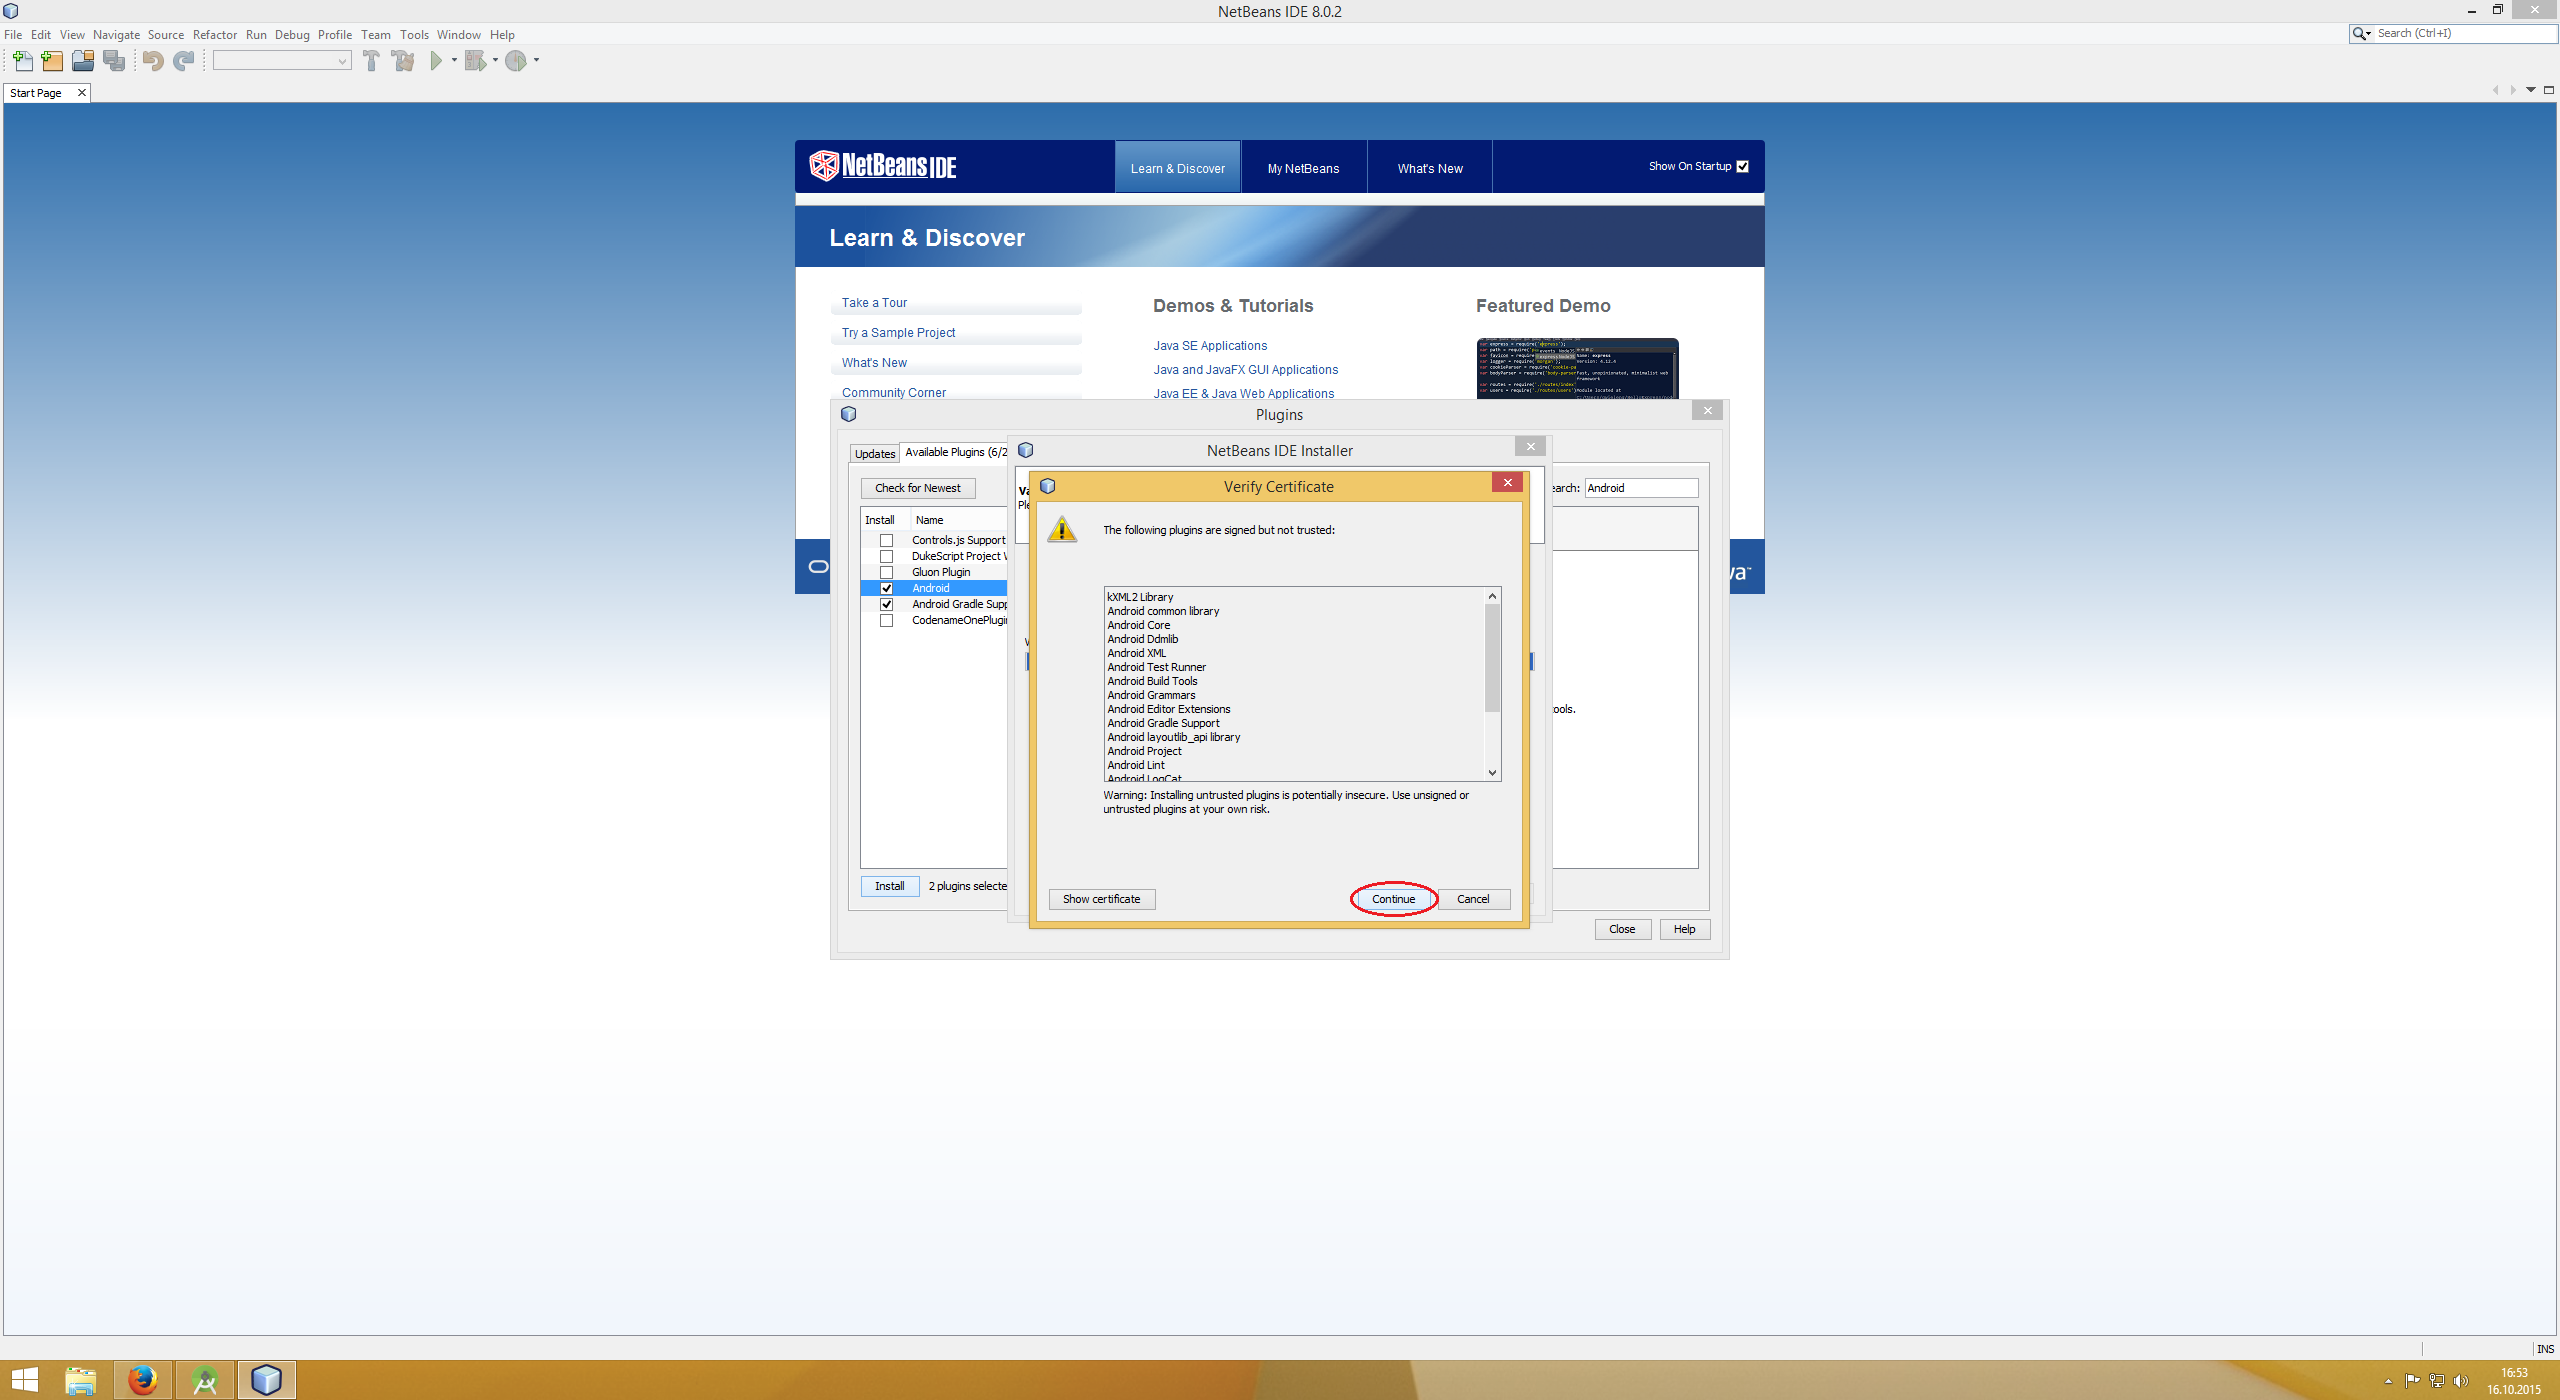 NetBeans IDE 8.0.2
File Edit View Navigate Source Refactor Run Debug Profile Team Tools Window Help
Search (Ctrl+I)
Start Page
NetBeans IDE
Learn & Discover
My NetBeans
What's New
Show On Startup
Learn & Discover
Take a Tour
Try a Sample Project
What's New
Community Corner
Demos & Tutorials
Java SE Applications
Java and JavaFX GUI Applications
Java EE & Java Web Applications
Featured Demo
Plugins
Updates
Available Plugins (6/2
Check for Newest
earch: Android
Install Name
Controls.js Support
DukeScript Project
Gluon Plugin
Android
Android Gradle Supp
CodenameOnePlugi
ools.
Install
2 plugins selecte
Close
Help
NetBeans IDE Installer
Va
Ple
Verify Certificate
The following plugins are signed but not trusted:
kXML2 Library
Android common library
Android Core
Android Ddmlib
Android XML
Android Test Runner
Android Build Tools
Android Grammars
Android Editor Extensions
Android Gradle Support
Android layoutlib_api library
Android Project
Android Lint
Android LogCat
Warning: Installing untrusted plugins is potentially insecure. Use unsigned or
untrusted plugins at your own risk.
Show certificate
Continue
Cancel
INS
16:53
16.10.2015